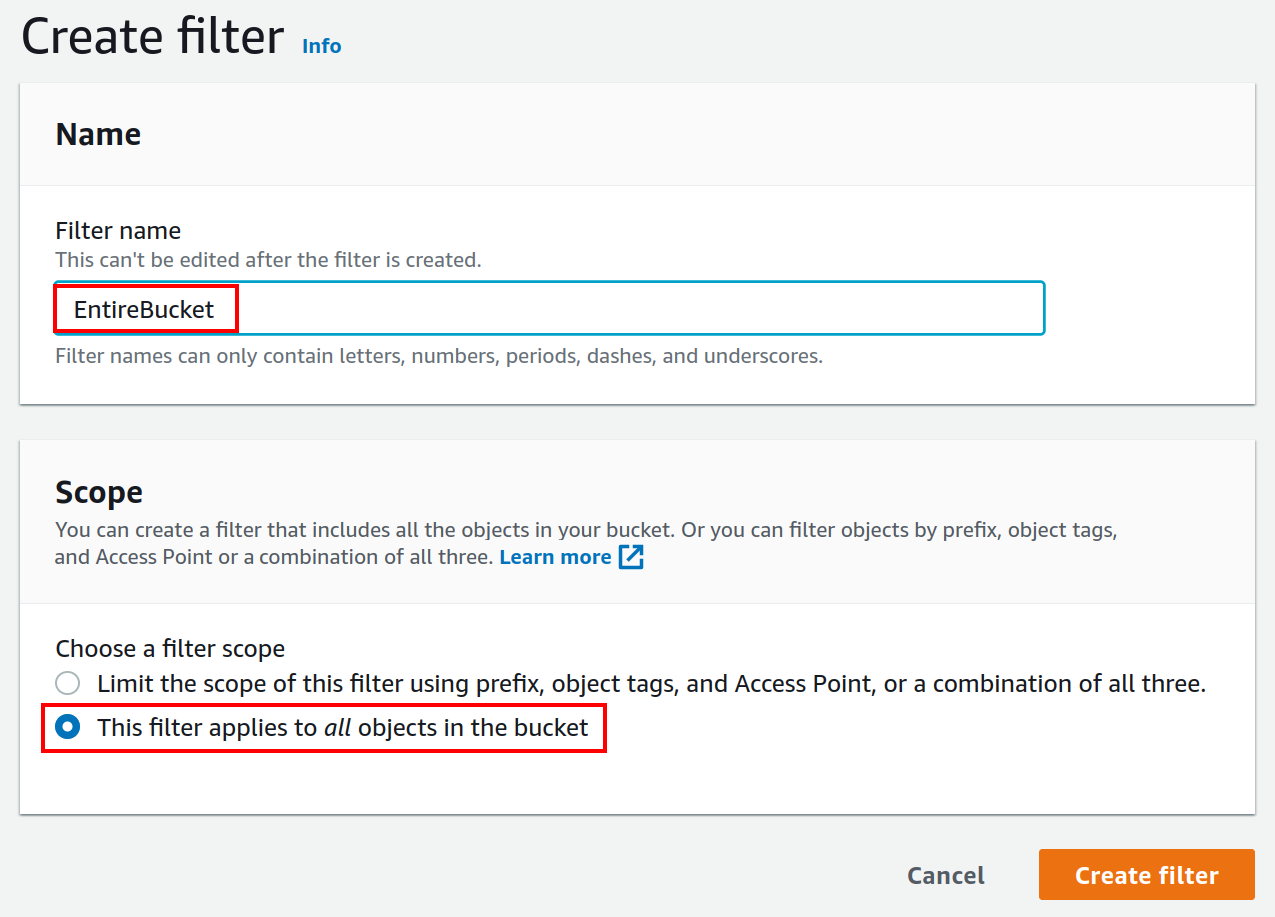 Create filter Info
Name
Filter name
This can't be edited after the filter is created.
EntireBucket
Filter names can only contain letters, numbers, periods, dashes, and underscores.
Scope
You can create a filter that includes all the objects in your bucket. Or you can filter objects by prefix, object tags,
and Access Point or a combination of all three. Learn more
Choose a filter scope
Limit the scope of this filter using prefix, object tags, and Access Point, or a combination of all three.
This filter applies to all objects in the bucket
Cancel Create filter